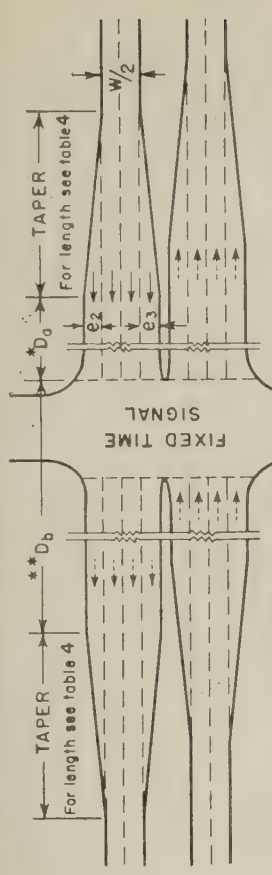 **Db
*Da
TAPER
For length see table 4
TAPER
For length see table 4
W/2
e2
e3
FIXED TIME
SIGNAL